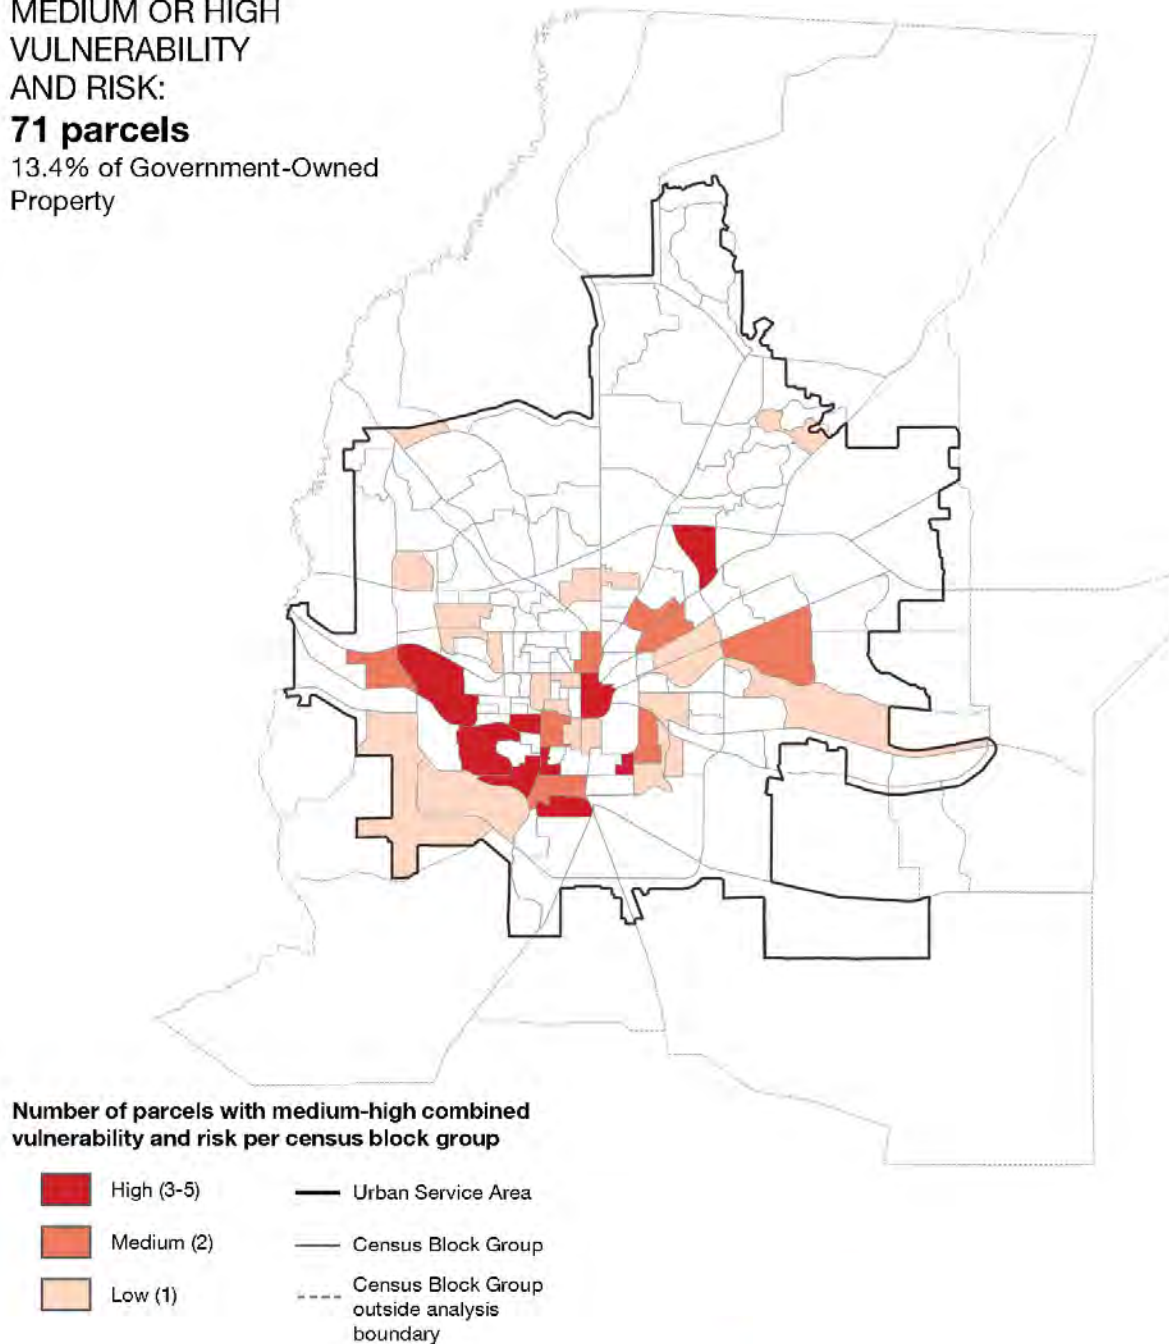 MEDIUM OR HIGH
VULNERABILITY
AND RISK:
71 parcels
13.4% of Government-Owned
Property
Number of parcels with medium-high combined
vulnerability and risk per census block group
High (3-5)
Medium (2)
Low (1)
Urban Service Area
Census Block Group
Census Block Group
outside analysis
boundary